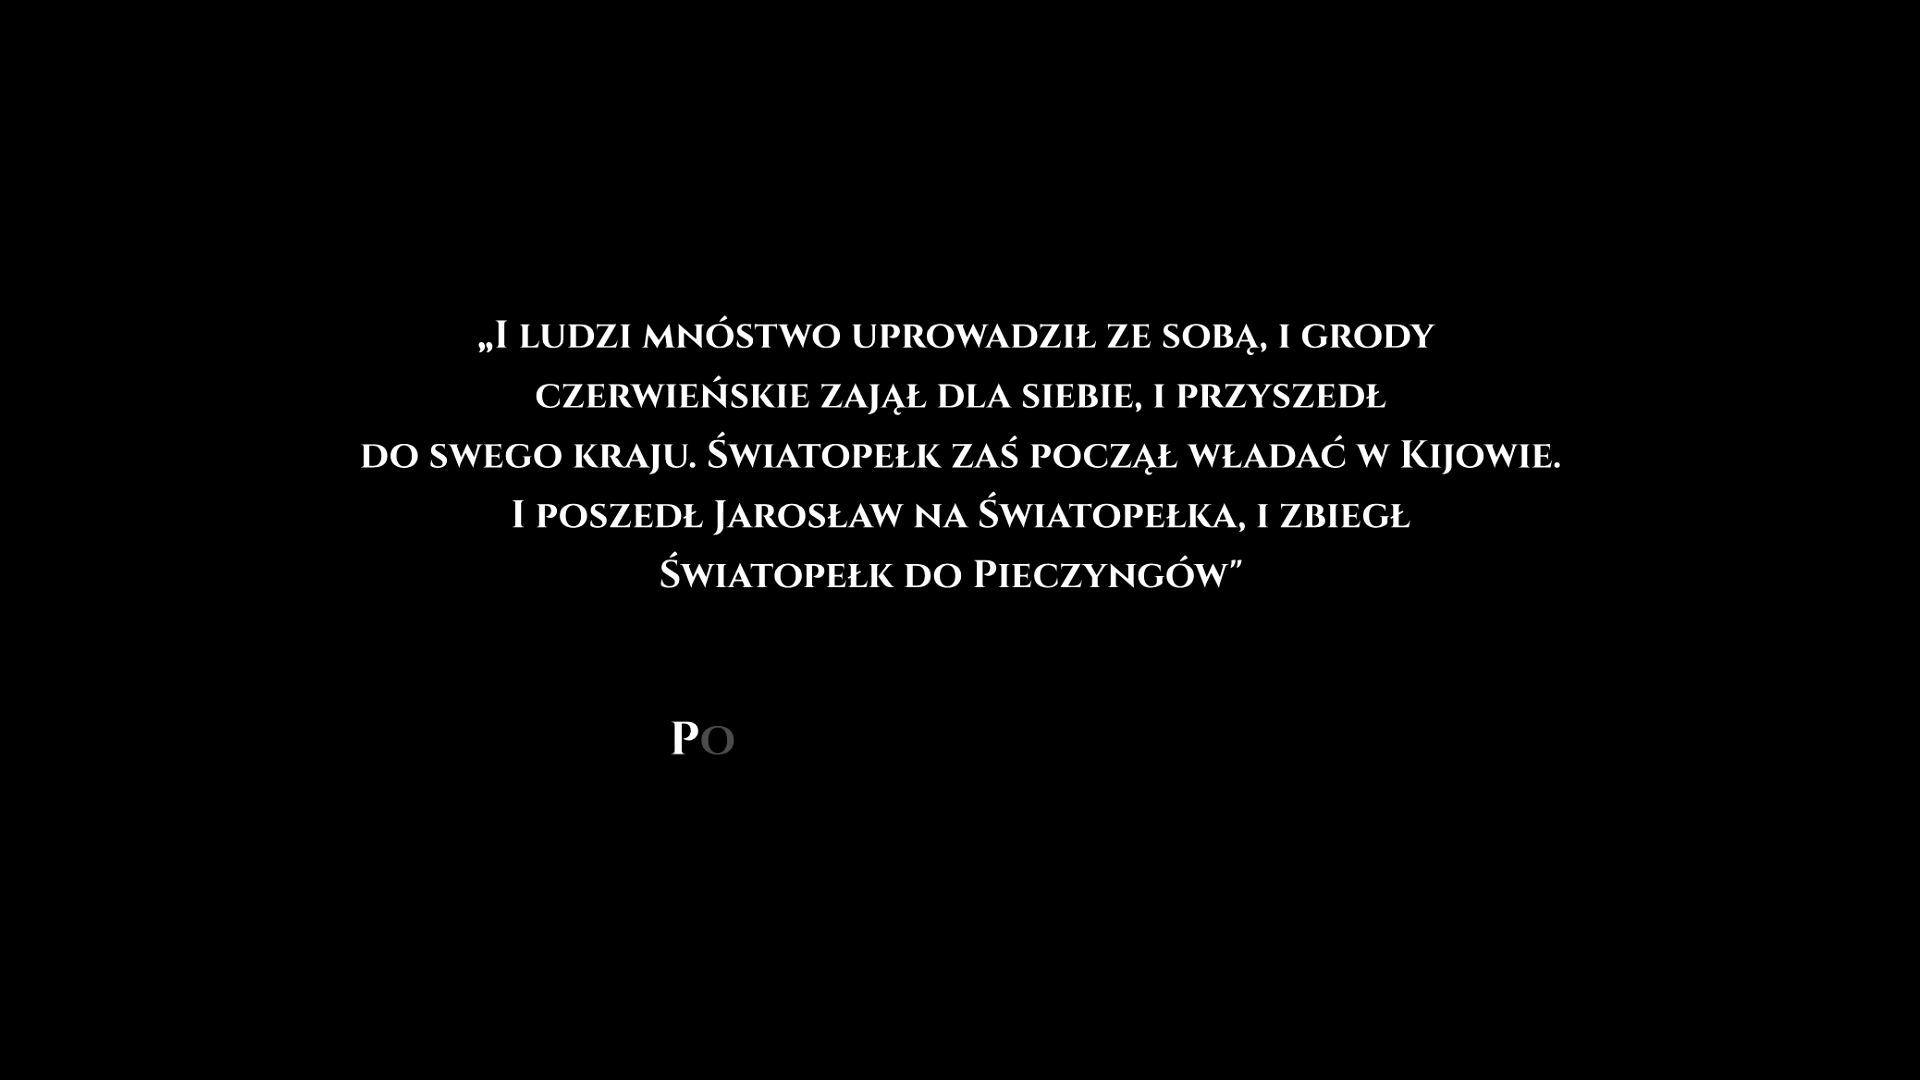 „I ludzi mnóstwo uprowadził ze sobą, i grody
czerwieńskie zajął dla siebie, i przyszedł
do swego kraju. Światopełk zaś począł władać w Kijowie.
I poszedł Jarosław na Światopełka, i zbiegł
Światopełk do Pieczyngów"
Po